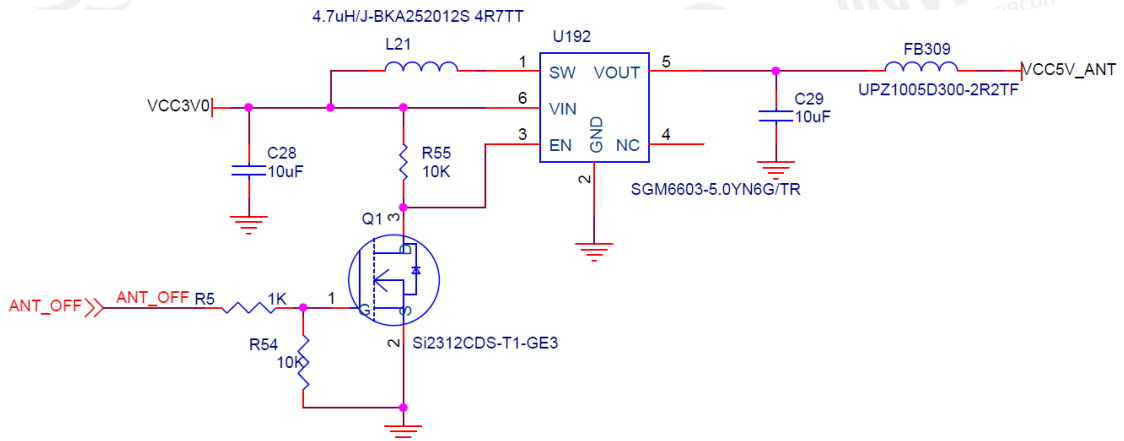 4.7uH/J-BKA252012S 4R7TT
L21
U192
1
SW
VOUT
5
FB309
VCC5V_ANT
UPZ1005D300-2R2TF
VCC3V0
6
VIN
C29
10uF
3
EN
GND
NC
4
C28
10uF
R55
10K
2
SGM6603-5.0YN6G/TR
Q1
3
D
ANT_OFF
ANT_OFF
R5
1K
1
G
S
R54
10K
2
Si2312CDS-T1-GE3